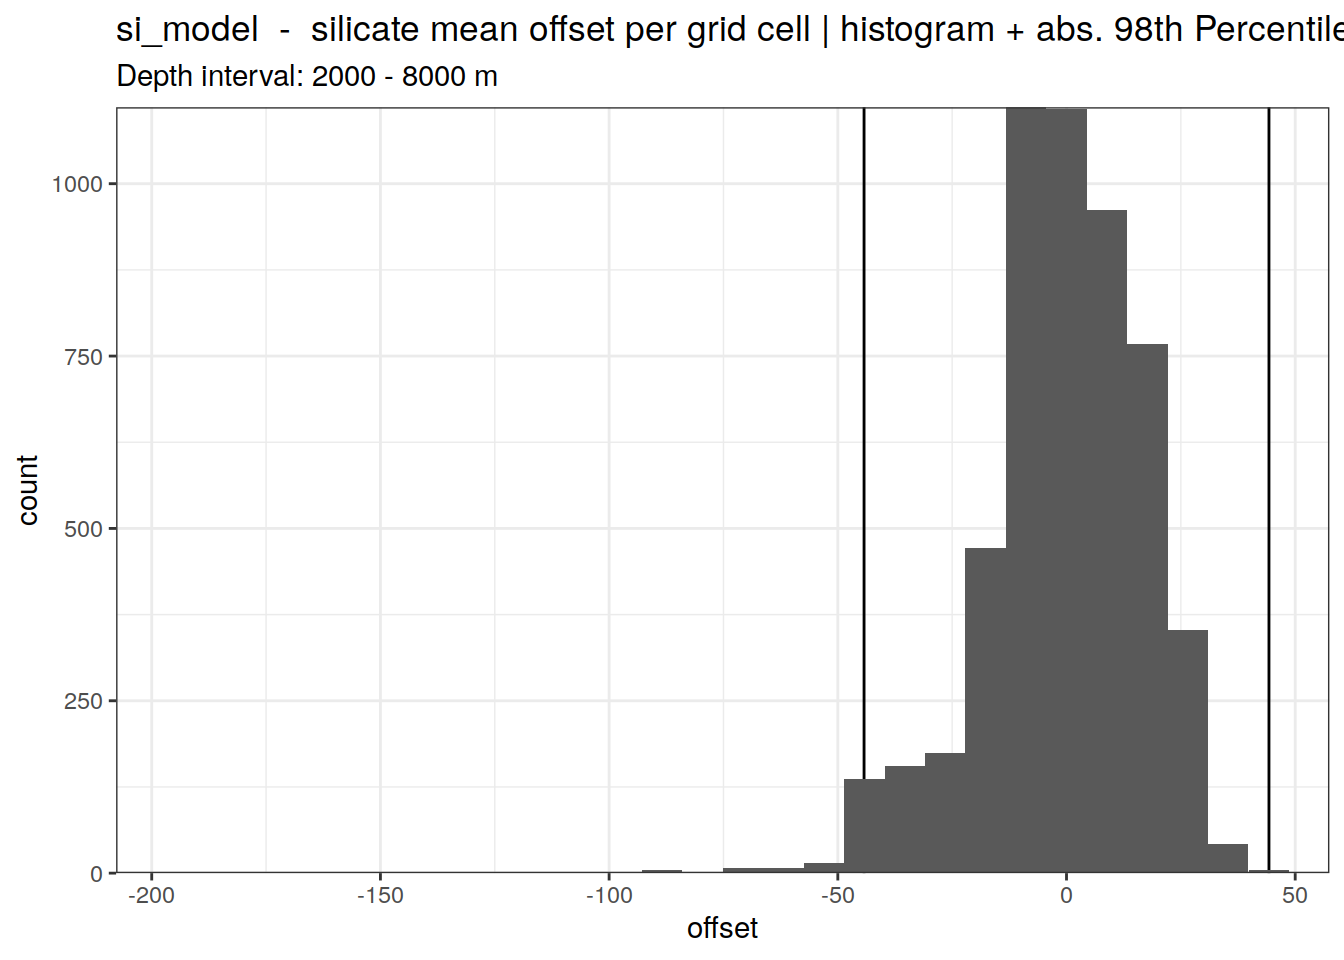 si_model  -  silicate mean offset per grid cell | histogram + abs. 98th Percentile
Depth interval: 2000 - 8000 m
1000
750
500
250
0
count
-200 -150 -100 -50 0 50
offset